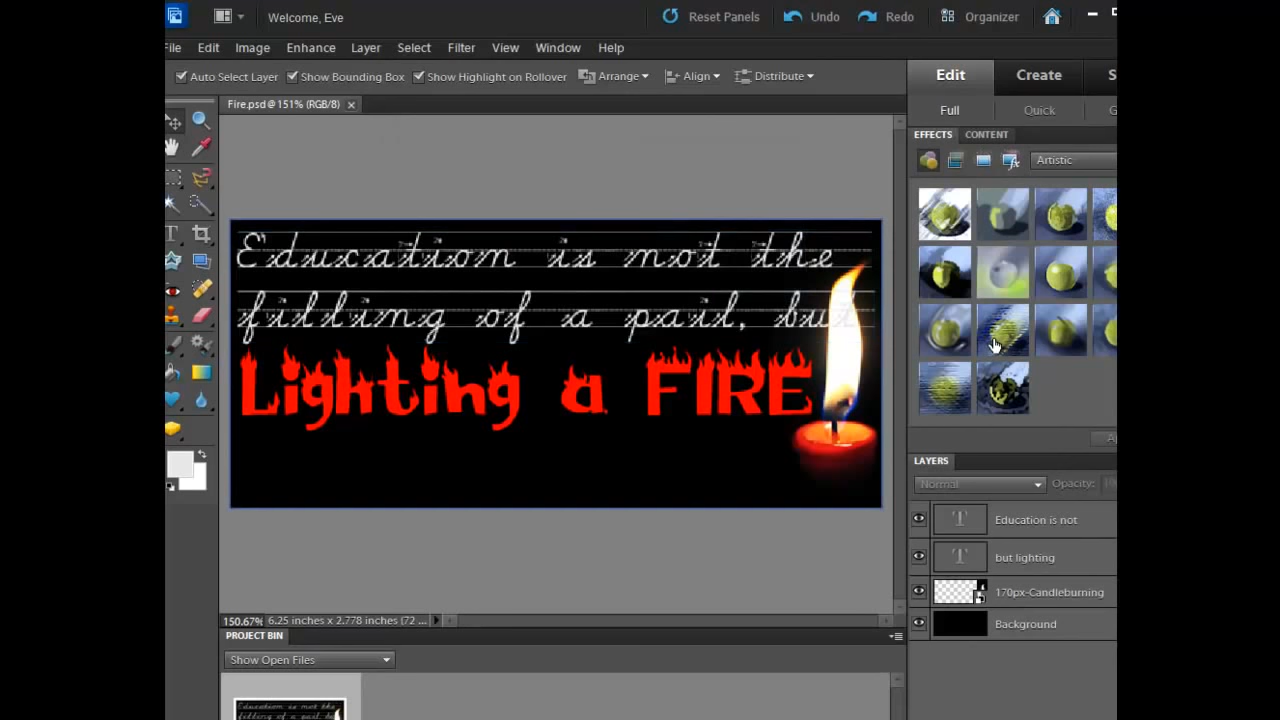 Welcome, Eve
Reset Panels Undo Redo Organizer
File Edit Image Enhance Layer Select Filter View Window Help
Auto Select Layer Show Bounding Box Show Highlight on Rollover Arrange Align Distribute
Edit Create S
Fire.psd @ 151% (RGB/8)
Full Quick G
EFFECTS CONTENT
Artistic
Education is not the
filling of a pail, but
Lighting a FIRE
LAYERS
Normal Opacity:
Education is not
but lighting
170px-Candleburning
Background
150.67% 6.25 inches x 2.778 inches (72 ...
PROJECT BIN
Show Open Files